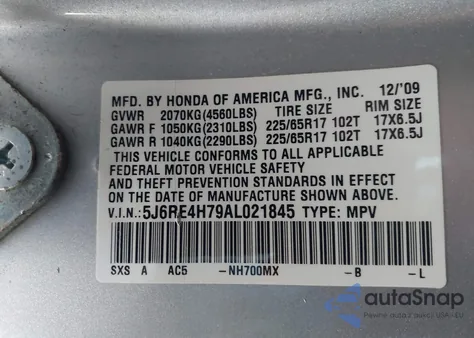 MFD. BY HONDA OF AMERICA MFG., INC. 12/'09
GVWR 2070KG(4560LBS) TIRE SIZE RIM SIZE
GAWR F 1050KG(2310LBS) 225/65R17 102T 17X6.5J
GAWR R 1040KG(2290LBS) 225/65R17 102T 17X6.5J
THIS VEHICLE CONFORMS TO ALL APPLICABLE
FEDERAL MOTOR VEHICLE SAFETY
AND THEFT PREVENTION STANDARDS IN EFFECT
ON THE DATE OF MANUFACTURE SHOWN ABOVE.
V.I.N.: 5J6RE4H79AL021845 TYPE: MPV
SXS A AC5 -NH700MX -B -L
autoSnap